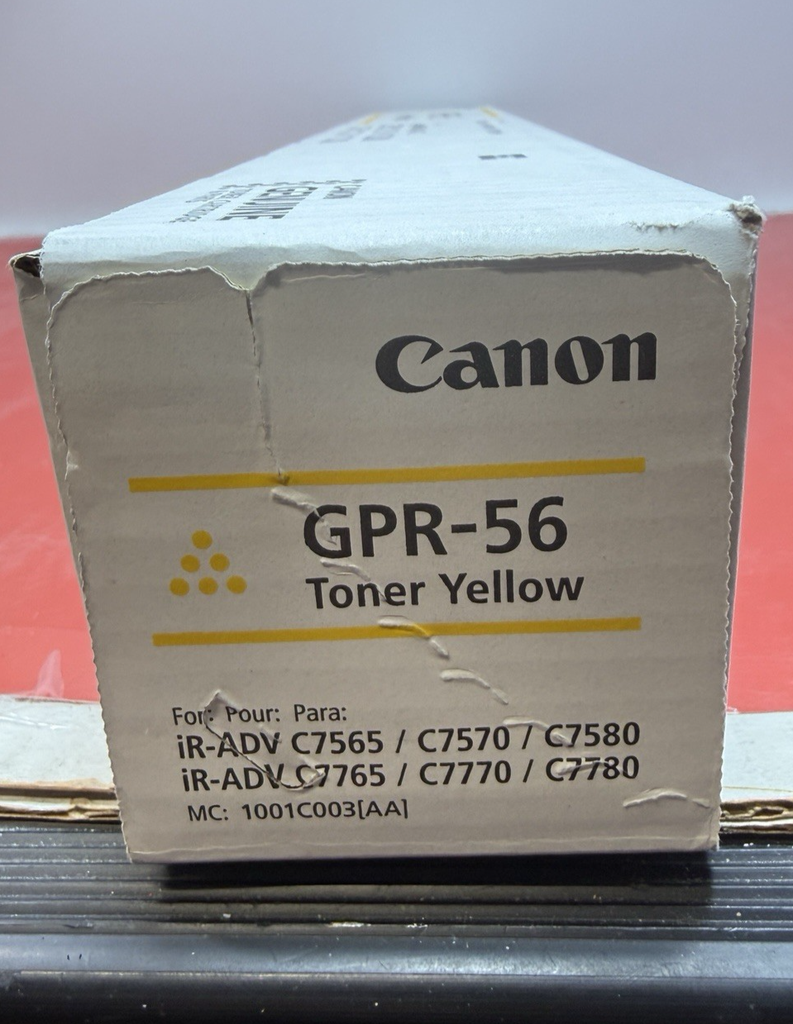 GENUINE
Canon
GPR-56
Toner Yellow
For: Pour: Para:
iR-ADV C7565 / C7570 / C7580
iR-ADV C7765 / C7770 / C7780
MC: 1001C003[AA]